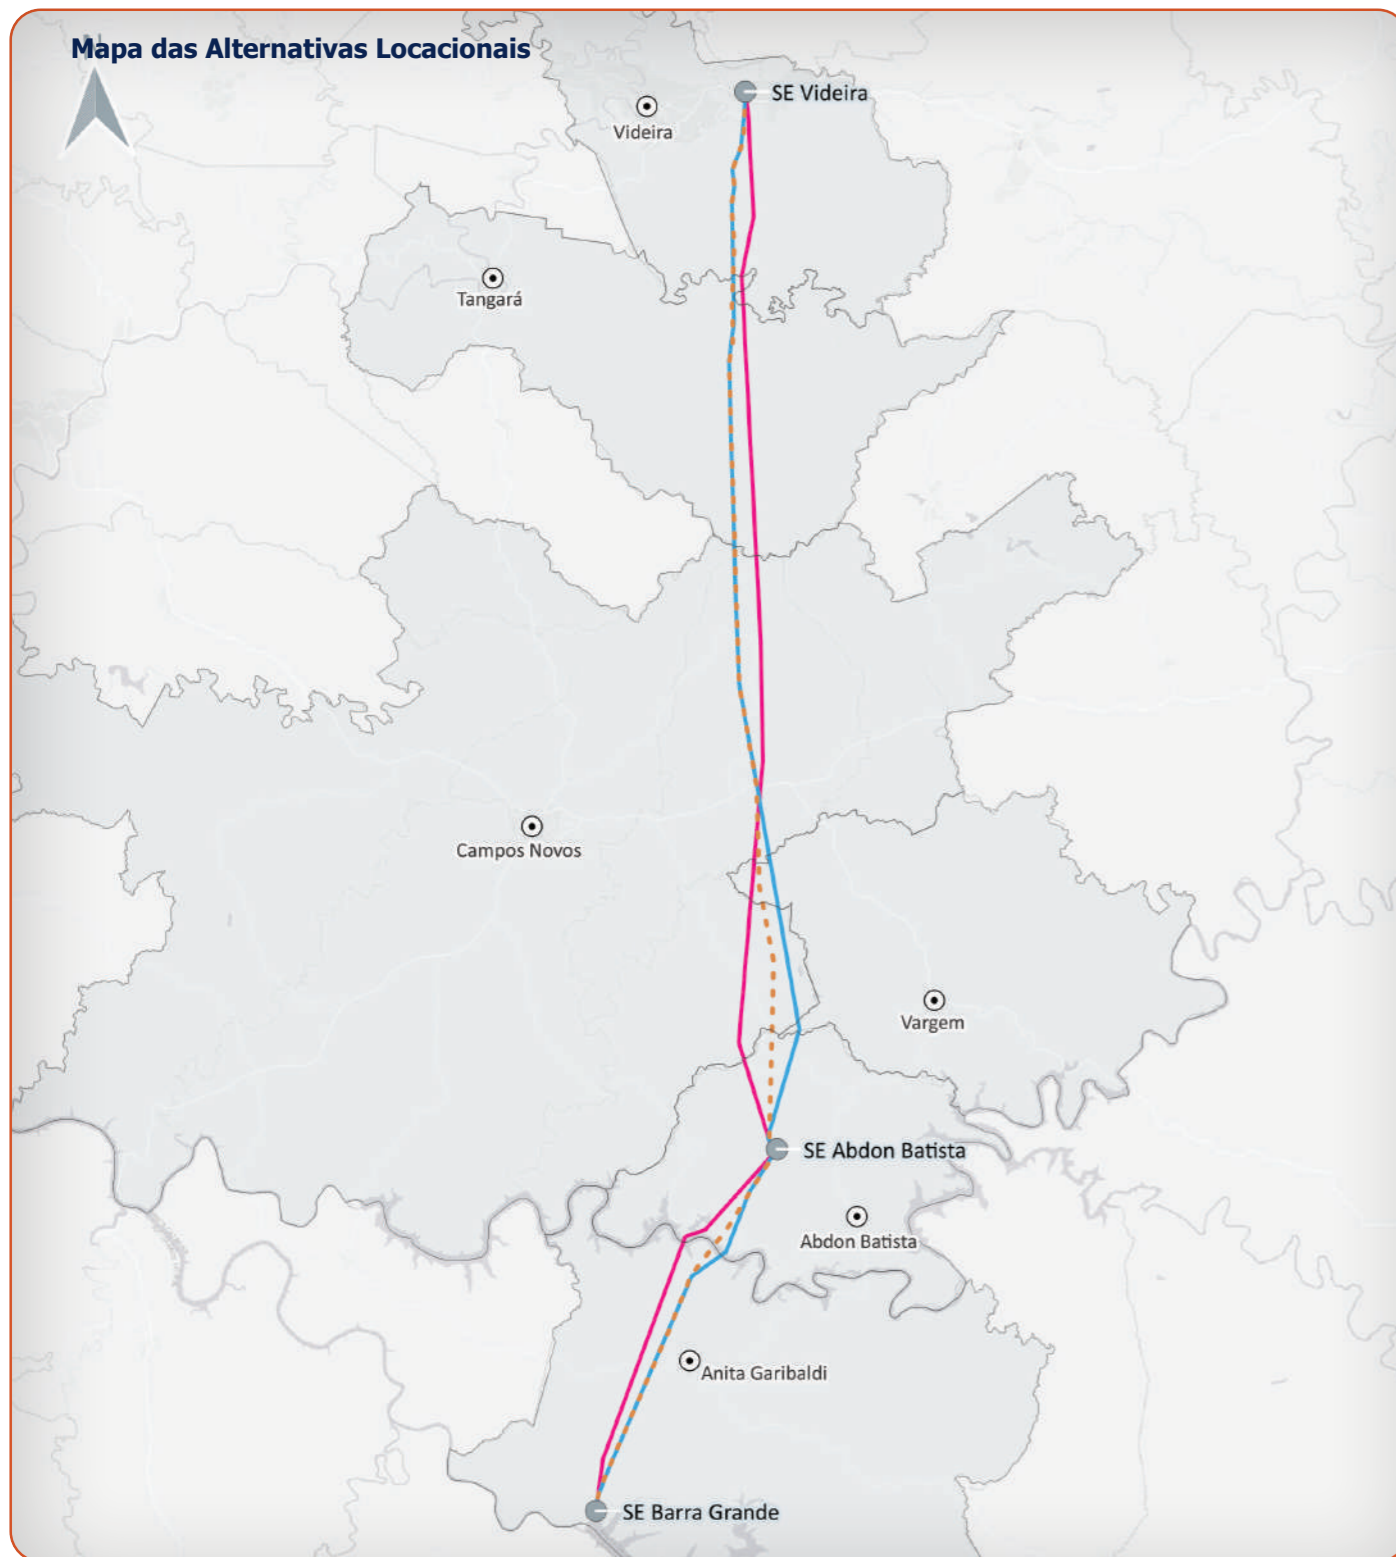 Mapa das Alternativas Locacionais
SE Videira
Videira
Tangará
Campos Novos
Vargem
SE Abdon Batista
Abdon Batista
Anita Garibaldi
SE Barra Grande